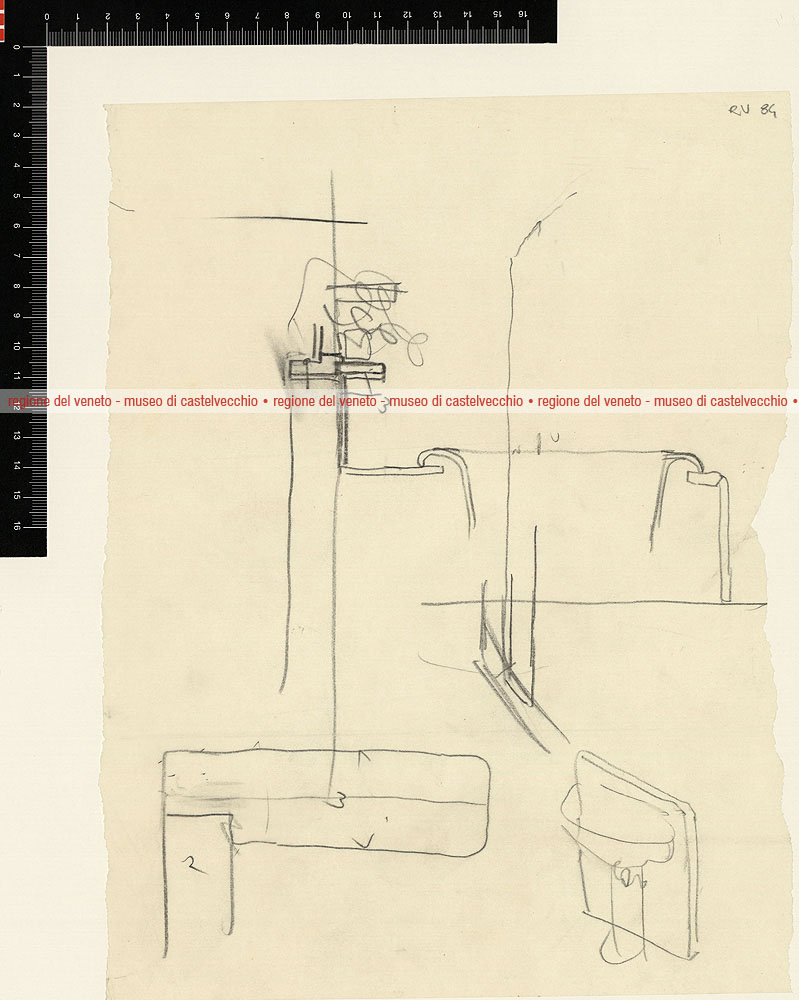 0 1 2 3 4 5 6 7 8 9 10 11 12 13 14 15 16
RV 89
0 1 2 3 4 5 6 7 8 9 10 11 12 13 14 15 16
regione del veneto - museo di castelvecchio • regione del veneto - museo di castelvecchio • regione del veneto - museo di castelvecchio •
3
2